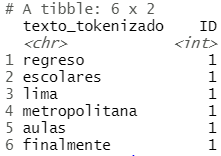 # A tibble: 6 x 2
texto_tokenizado ID
<chr> <int>
1 regreso 1
2 escolares 1
3 lima 1
4 metropolitana 1
5 aulas 1
6 finalmente 1